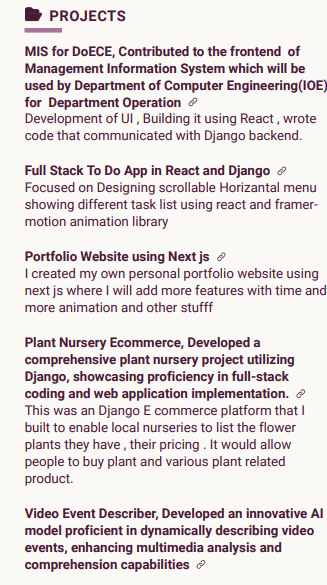 PROJECTS
MIS for DoECE, Contributed to the frontend of
Management Information System which will be
used by Department of Computer Engineering(IOE)
for Department Operation
Development of UI , Building it using React , wrote
code that communicated with Django backend.
Full Stack To Do App in React and Django
Focused on Designing scrollable Horizantal menu
showing different task list using react and framer-
motion animation library
Portfolio Website using Next js
I created my own personal portfolio website using
next js where I will add more features with time and
more animation and other stufff
Plant Nursery Ecommerce, Developed a
comprehensive plant nursery project utilizing
Django, showcasing proficiency in full-stack
coding and web application implementation.
This was an Django E commerce platform that I
built to enable local nurseries to list the flower
plants they have , their pricing . It would allow
people to buy plant and various plant related
product.
Video Event Describer, Developed an innovative AI
model proficient in dynamically describing video
events, enhancing multimedia analysis and
comprehension capabilities